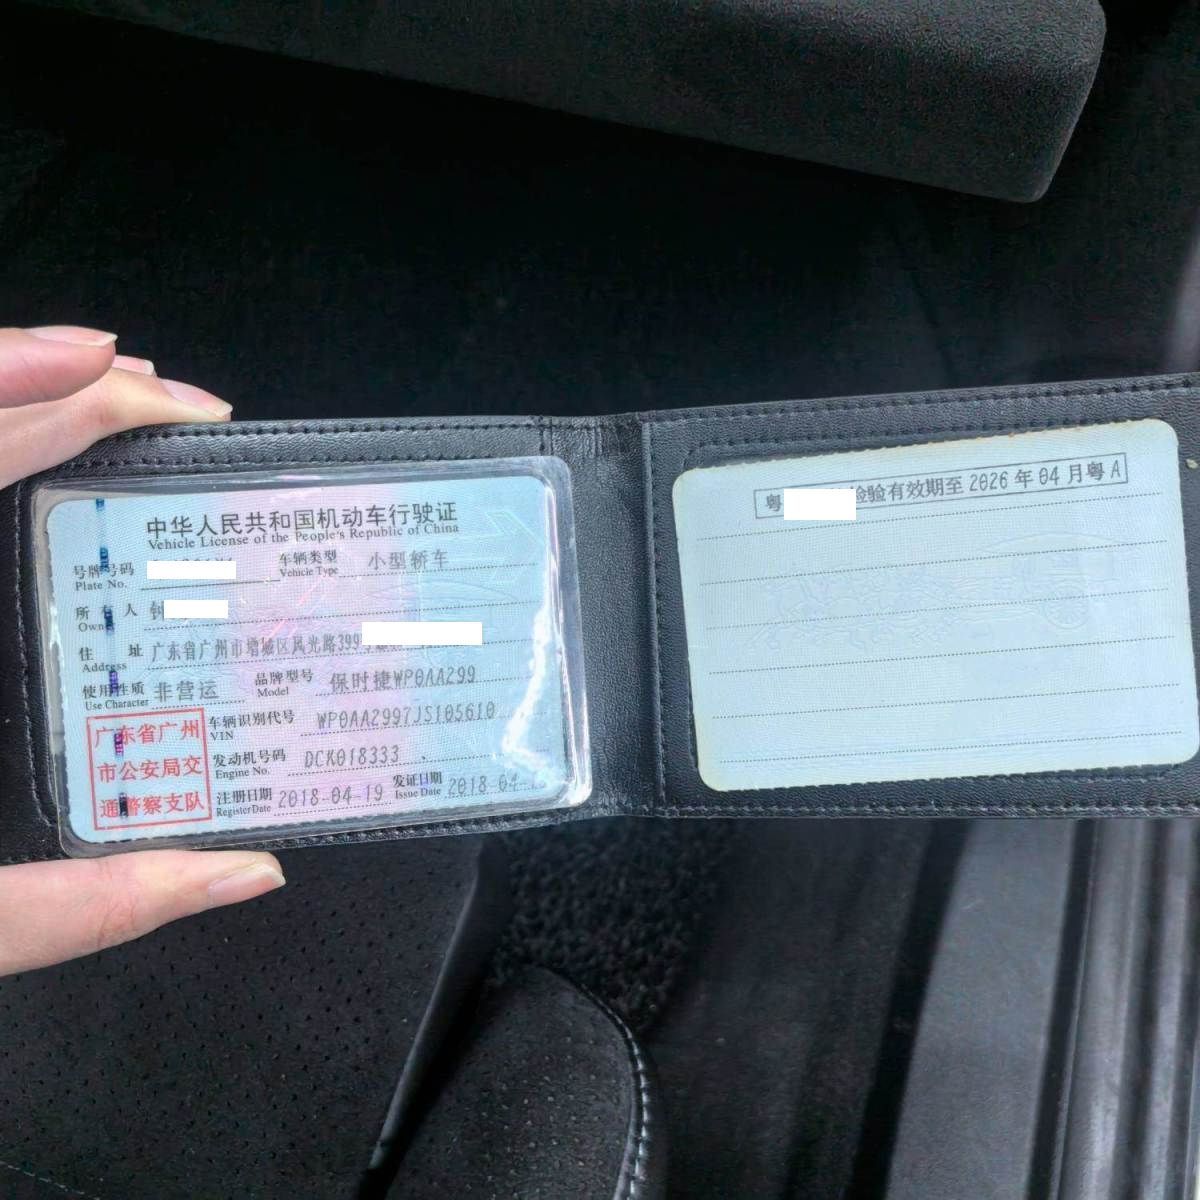 中华人民共和国机动车行驶证
Vehicle License of the People's Republic of China
号牌号码 车辆类型 小型轿车
Plate No. Vehicle Type
所有人 钟
Owner
住址 广东省广州市增城区凤光路399
Address
使用性质 非营运 品牌型号 保时捷WP0AA299
Use Character Model
车辆识别代号 WP0AA2997JS105610
VIN
发动机号码 DCK018333
Engine No.
注册日期 2018-04-19 发证日期 2018-04-
Register Date Issue Date
广东省广州
市公安局交
通警察支队
粤 检验有效期至2026年04月粤A